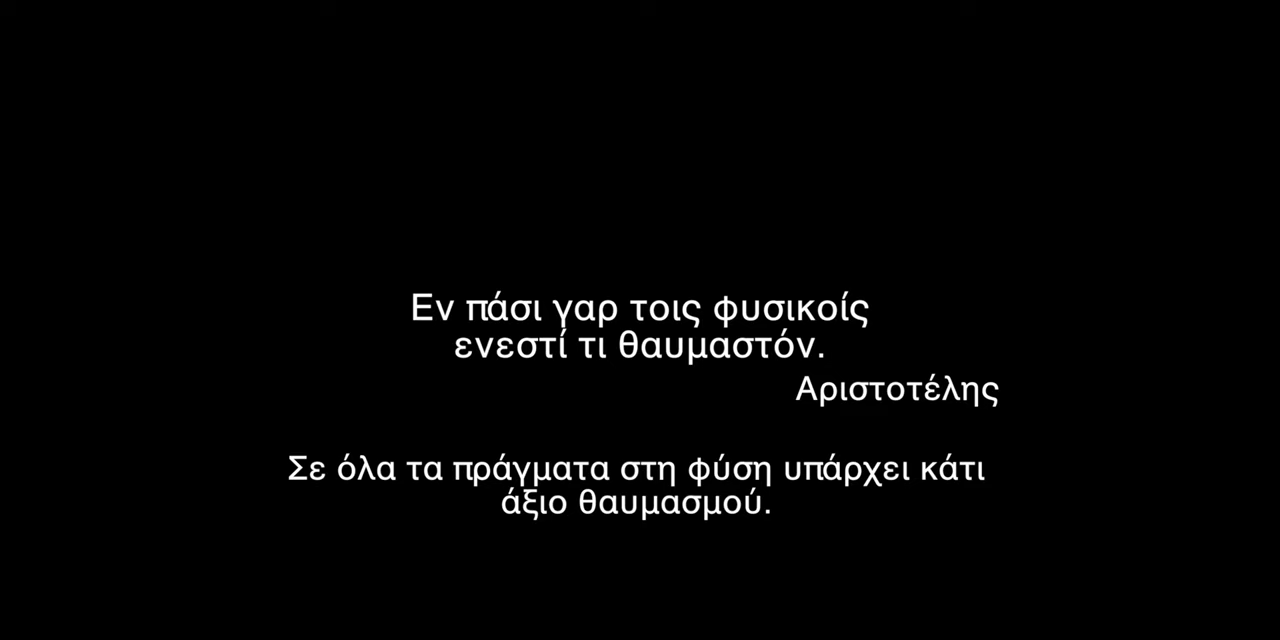 Εν πάσι γαρ τοις φυσικοίς
ενεστί τι θαυμαστόν.
Αριστοτέλης
Σε όλα τα πράγματα στη φύση υπάρχει κάτι
άξιο θαυμασμού.